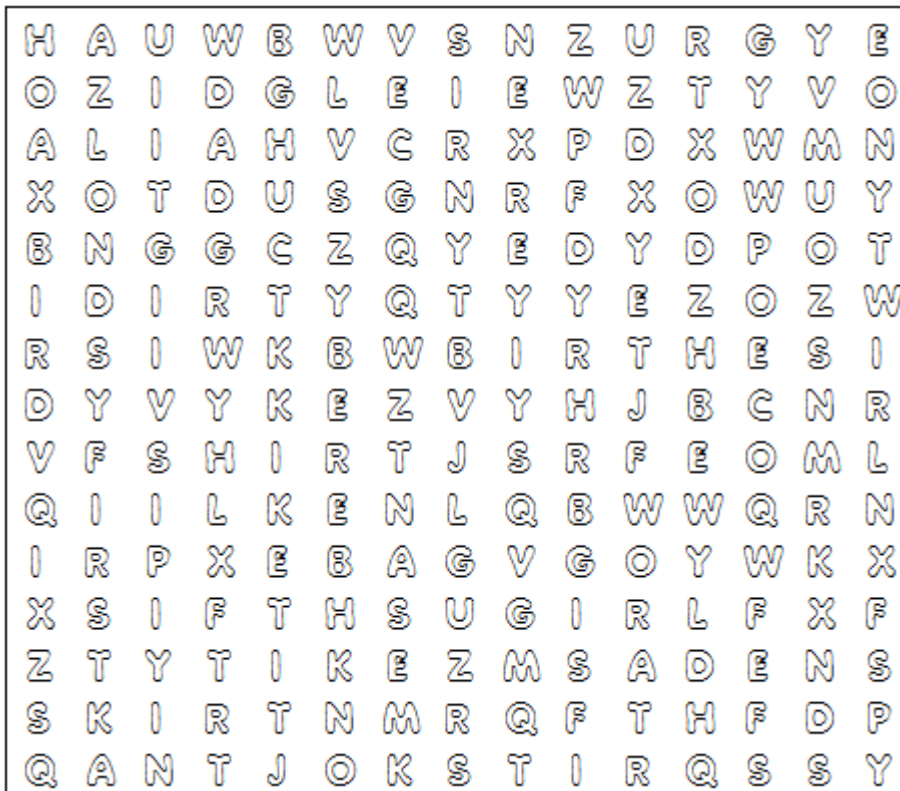 H A U W B W V S N Z U R G Y E
O Z I D G L E I E W Z T Y V O
A L I A H V C R X P D X W M N
X O T D U S G N R F X O W U Y
B N G G C Z Q Y E D Y D P O T
I D I R T Y Q T Y Y E Z O Z W
R S I W K B W B I R T H E S I
D Y V Y K E Z V Y H J B C N R
V F S H I R T J S R F E O M L
Q I I L K E N L Q B W W Q R N
I R P X E B A G V G O Y W K X
X S I F T H S U G I R L F X F
Z T Y T I K E Z M S A D E N S
S K I R T N M R Q F T H F D P
Q A N T J O K S T I R Q S S Y